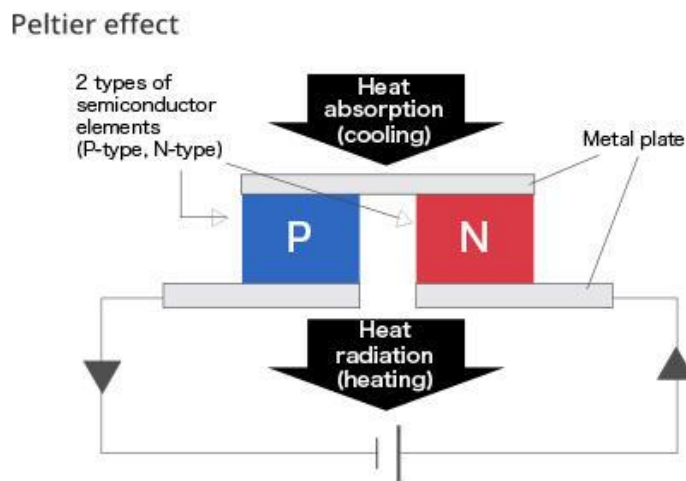 Peltier effect
2 types of
semiconductor
elements
(P-type, N-type)
Heat
absorption
(cooling)
Metal plate
P
N
Heat
radiation
(heating)